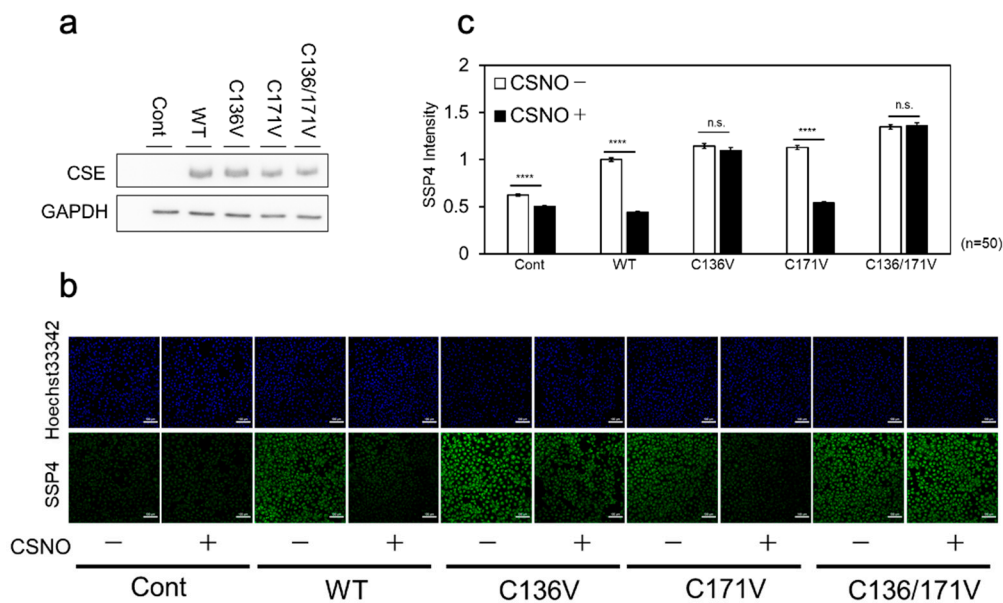 a
Cont
WT
C136V
C171V
C136/171V
CSE
GAPDH
c
2
1.5
1
0.5
0
SSP4 Intensity
CSNO −
CSNO +
****
****
n.s.
****
n.s.
Cont
WT
C136V
C171V
C136/171V
(n=50)
b
Hoechst33342
SSP4
CSNO − + − + − + − + − +
Cont WT C136V C171V C136/171V